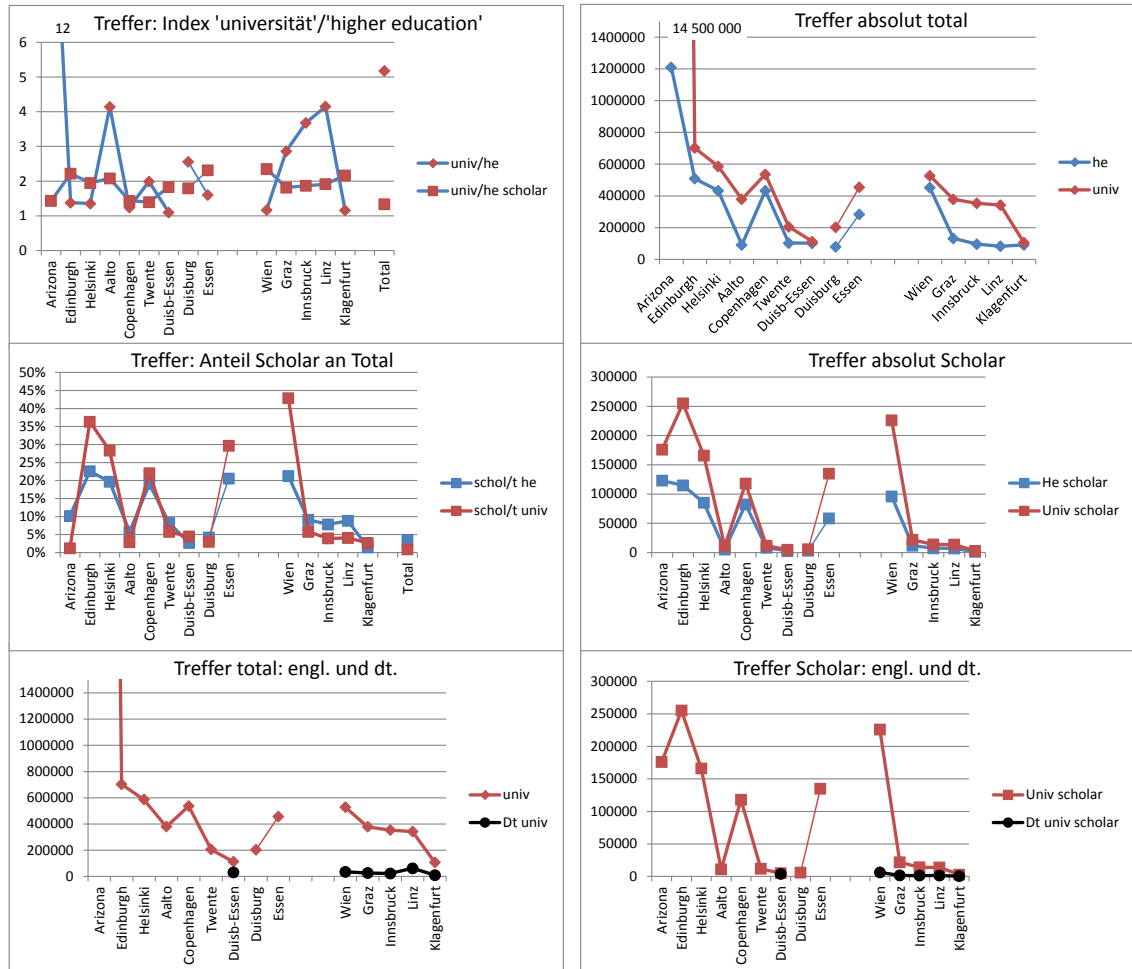 Treffer: Index 'universität'/'higher education'
12
6
5
4
3
2
1
0
Arizona
Edinburgh
Helsinki
Aalto
Copenhagen
Twente
Duisb-Essen
Duisburg
Essen
Wien
Graz
Innsbruck
Linz
Klagenfurt
Total
univ/he
univ/he scholar
Treffer absolut total
14 500 000
1400000
1200000
1000000
800000
600000
400000
200000
0
Arizona
Edinburgh
Helsinki
Aalto
Copenhagen
Twente
Duisb-Essen
Duisburg
Essen
Wien
Graz
Innsbruck
Linz
Klagenfurt
he
univ
Treffer: Anteil Scholar an Total
50%
45%
40%
35%
30%
25%
20%
15%
10%
5%
0%
Arizona
Edinburgh
Helsinki
Aalto
Copenhagen
Twente
Duisb-Essen
Duisburg
Essen
Wien
Graz
Innsbruck
Linz
Klagenfurt
Total
schol/t he
schol/t univ
Treffer absolut Scholar
300000
250000
200000
150000
100000
50000
0
Arizona
Edinburgh
Helsinki
Aalto
Copenhagen
Twente
Duisb-Essen
Duisburg
Essen
Wien
Graz
Innsbruck
Linz
Klagenfurt
He scholar
Univ scholar
Treffer total: engl. und dt.
1400000
1200000
1000000
800000
600000
400000
200000
0
Arizona
Edinburgh
Helsinki
Aalto
Copenhagen
Twente
Duisb-Essen
Duisburg
Essen
Wien
Graz
Innsbruck
Linz
Klagenfurt
univ
Dt univ
Treffer Scholar: engl. und dt.
300000
250000
200000
150000
100000
50000
0
Arizona
Edinburgh
Helsinki
Aalto
Copenhagen
Twente
Duisb-Essen
Duisburg
Essen
Wien
Graz
Innsbruck
Linz
Klagenfurt
Univ scholar
Dt univ scholar